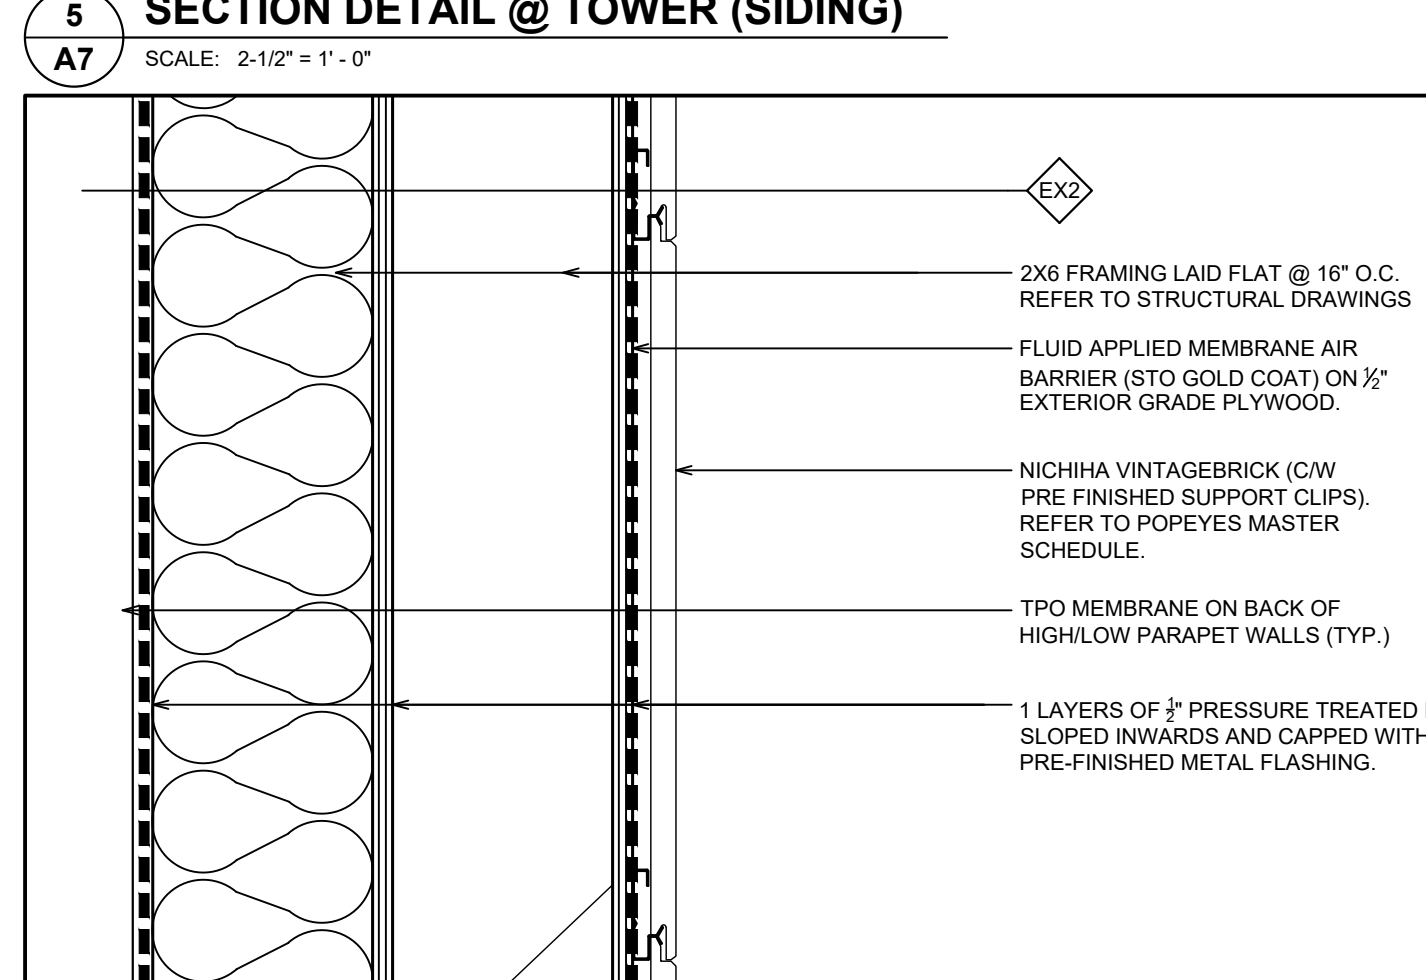 5
SECTION DETAIL @ TOWER (SIDING)
A7
SCALE: 2-1/2" = 1' - 0"
EX2
2X6 FRAMING LAID FLAT @ 16" O.C.
REFER TO STRUCTURAL DRAWINGS
FLUID APPLIED MEMBRANE AIR
BARRIER (STO GOLD COAT) ON ½"
EXTERIOR GRADE PLYWOOD.
NICHIHA VINTAGEBRICK (C/W
PRE FINISHED SUPPORT CLIPS).
REFER TO POPEYES MASTER
SCHEDULE.
TPO MEMBRANE ON BACK OF
HIGH/LOW PARAPET WALLS (TYP.)
1 LAYERS OF ½" PRESSURE TREATED
SLOPED INWARDS AND CAPPED WITH
PRE-FINISHED METAL FLASHING.